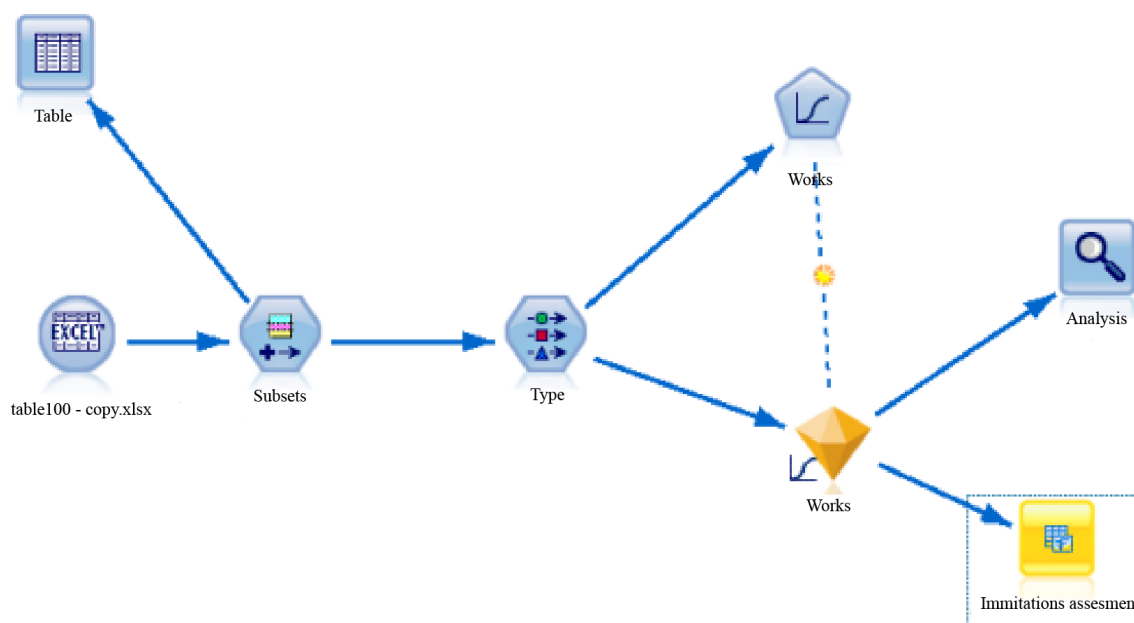 Table
Works
Analysis
EXCEL
table100 - copy.xlsx
Subsets
Type
Works
Immitations assesmen